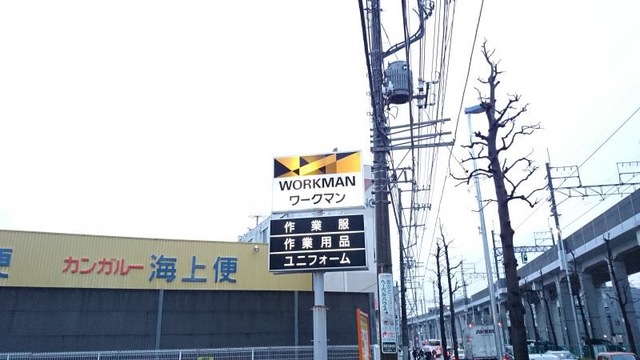 WORKMAN
ワークマン
作業服
作業用品
ユニフォーム
カンガルー 海上便
便